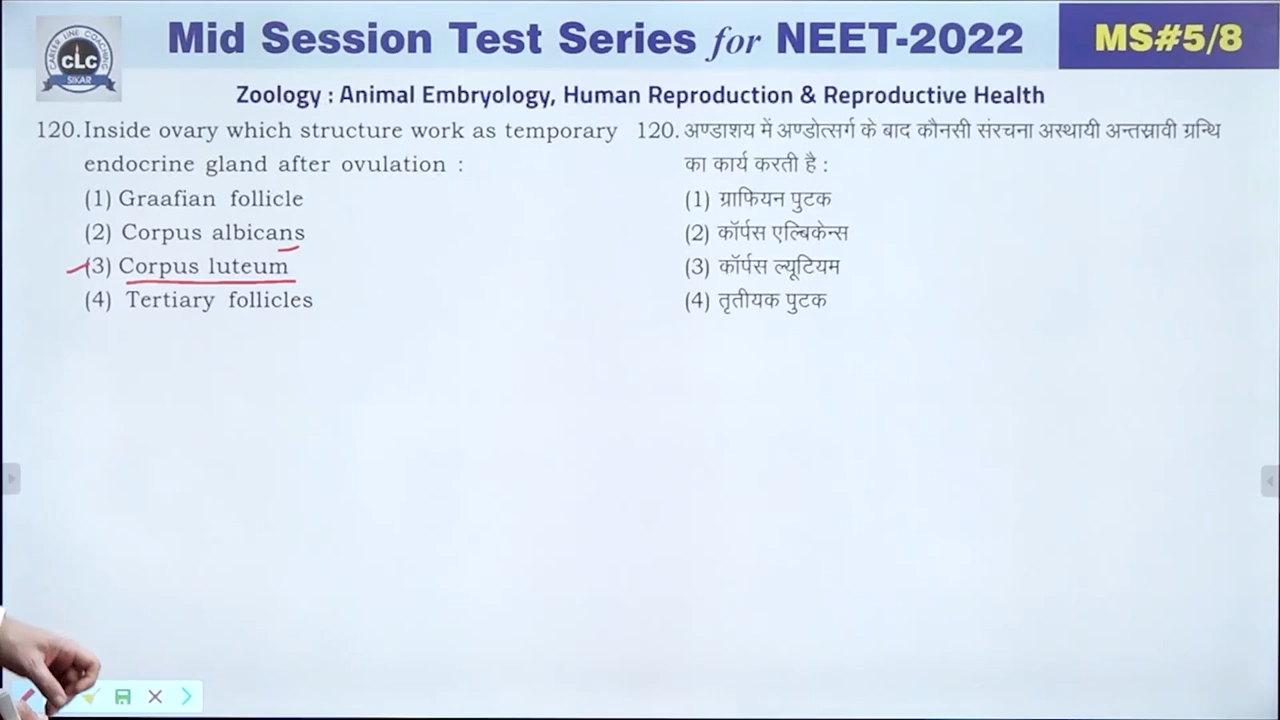 Mid Session Test Series for NEET-2022
MS#5/8
CAREER LINE COACHING
CLC
SIKAR
Zoology : Animal Embryology, Human Reproduction & Reproductive Health
120. Inside ovary which structure work as temporary
endocrine gland after ovulation :
(1) Graafian follicle
(2) Corpus albicans
(3) Corpus luteum
(4) Tertiary follicles
120. अण्डाशय में अण्डोत्सर्ग के बाद कौनसी संरचना अस्थायी अन्तस्रावी ग्रन्थि
का कार्य करती है :
(1) ग्राफियन पुटक
(2) कॉर्पस एल्बिकेन्स
(3) कॉर्पस ल्यूटियम
(4) तृतीयक पुटक